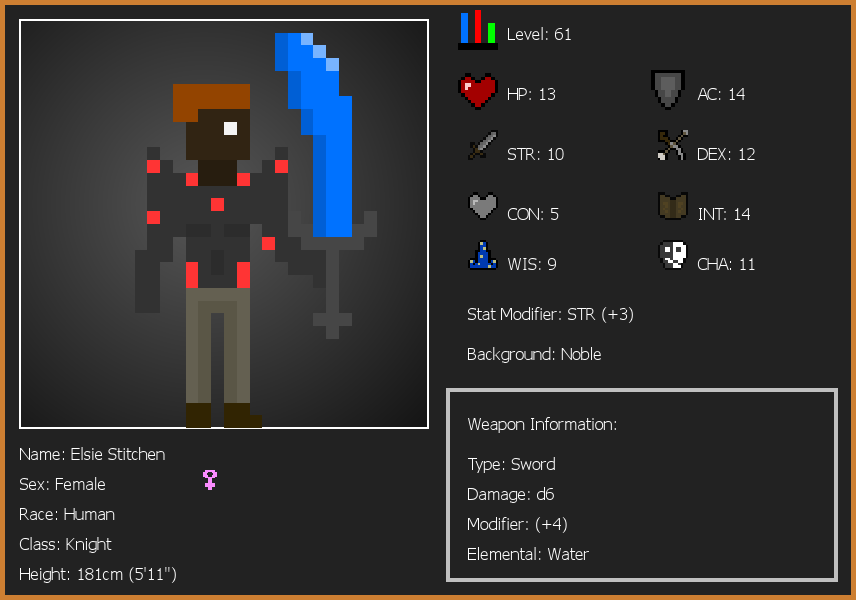 Level: 61
HP: 13
AC: 14
STR: 10
DEX: 12
CON: 5
INT: 14
WIS: 9
CHA: 11
Stat Modifier: STR (+3)
Background: Noble
Weapon Information:
Type: Sword
Damage: d6
Modifier: (+4)
Elemental: Water
Name: Elsie Stitchen
Sex: Female
Race: Human
Class: Knight
Height: 181cm (5'11")